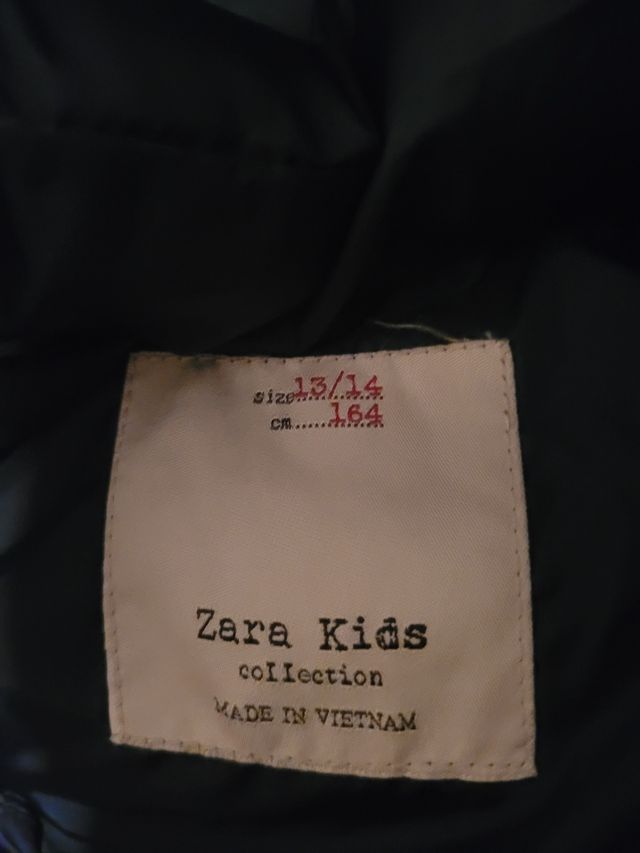 size 13/14
cm 164
Zara Kids
collection
MADE IN VIETNAM